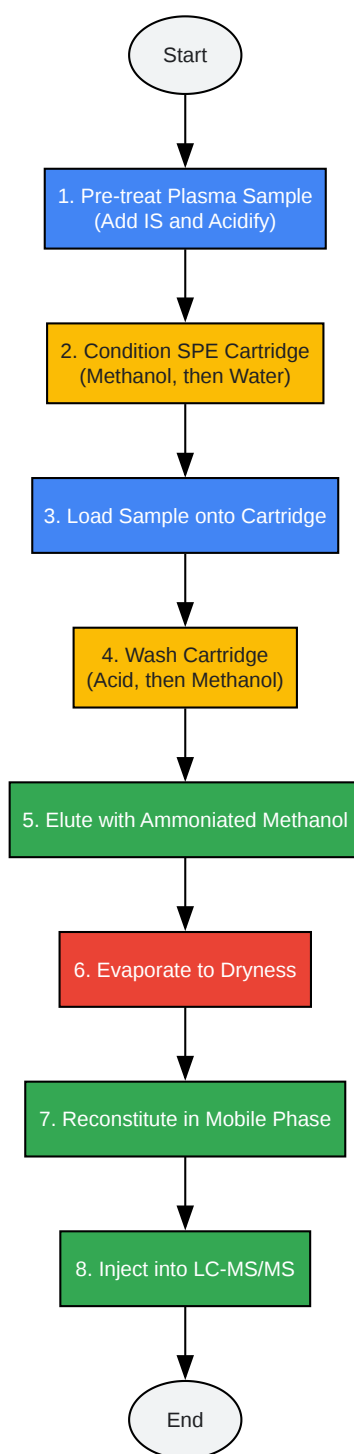 Start
1. Pre-treat Plasma Sample
(Add IS and Acidify)
2. Condition SPE Cartridge
(Methanol, then Water)
3. Load Sample onto Cartridge
4. Wash Cartridge
(Acid, then Methanol)
5. Elute with Ammoniated Methanol
6. Evaporate to Dryness
7. Reconstitute in Mobile Phase
8. Inject into LC-MS/MS
End